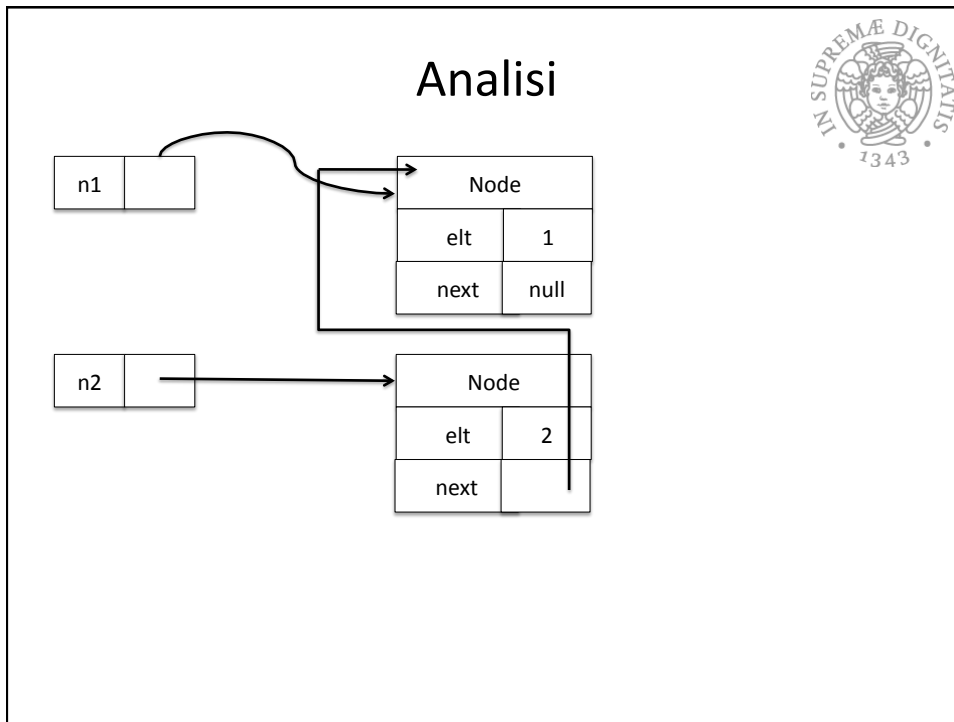 Analisi
IN SUPREMÆ DIGNITATIS
· 1343 ·
n1
Node
elt 1
next null
n2
Node
elt 2
next